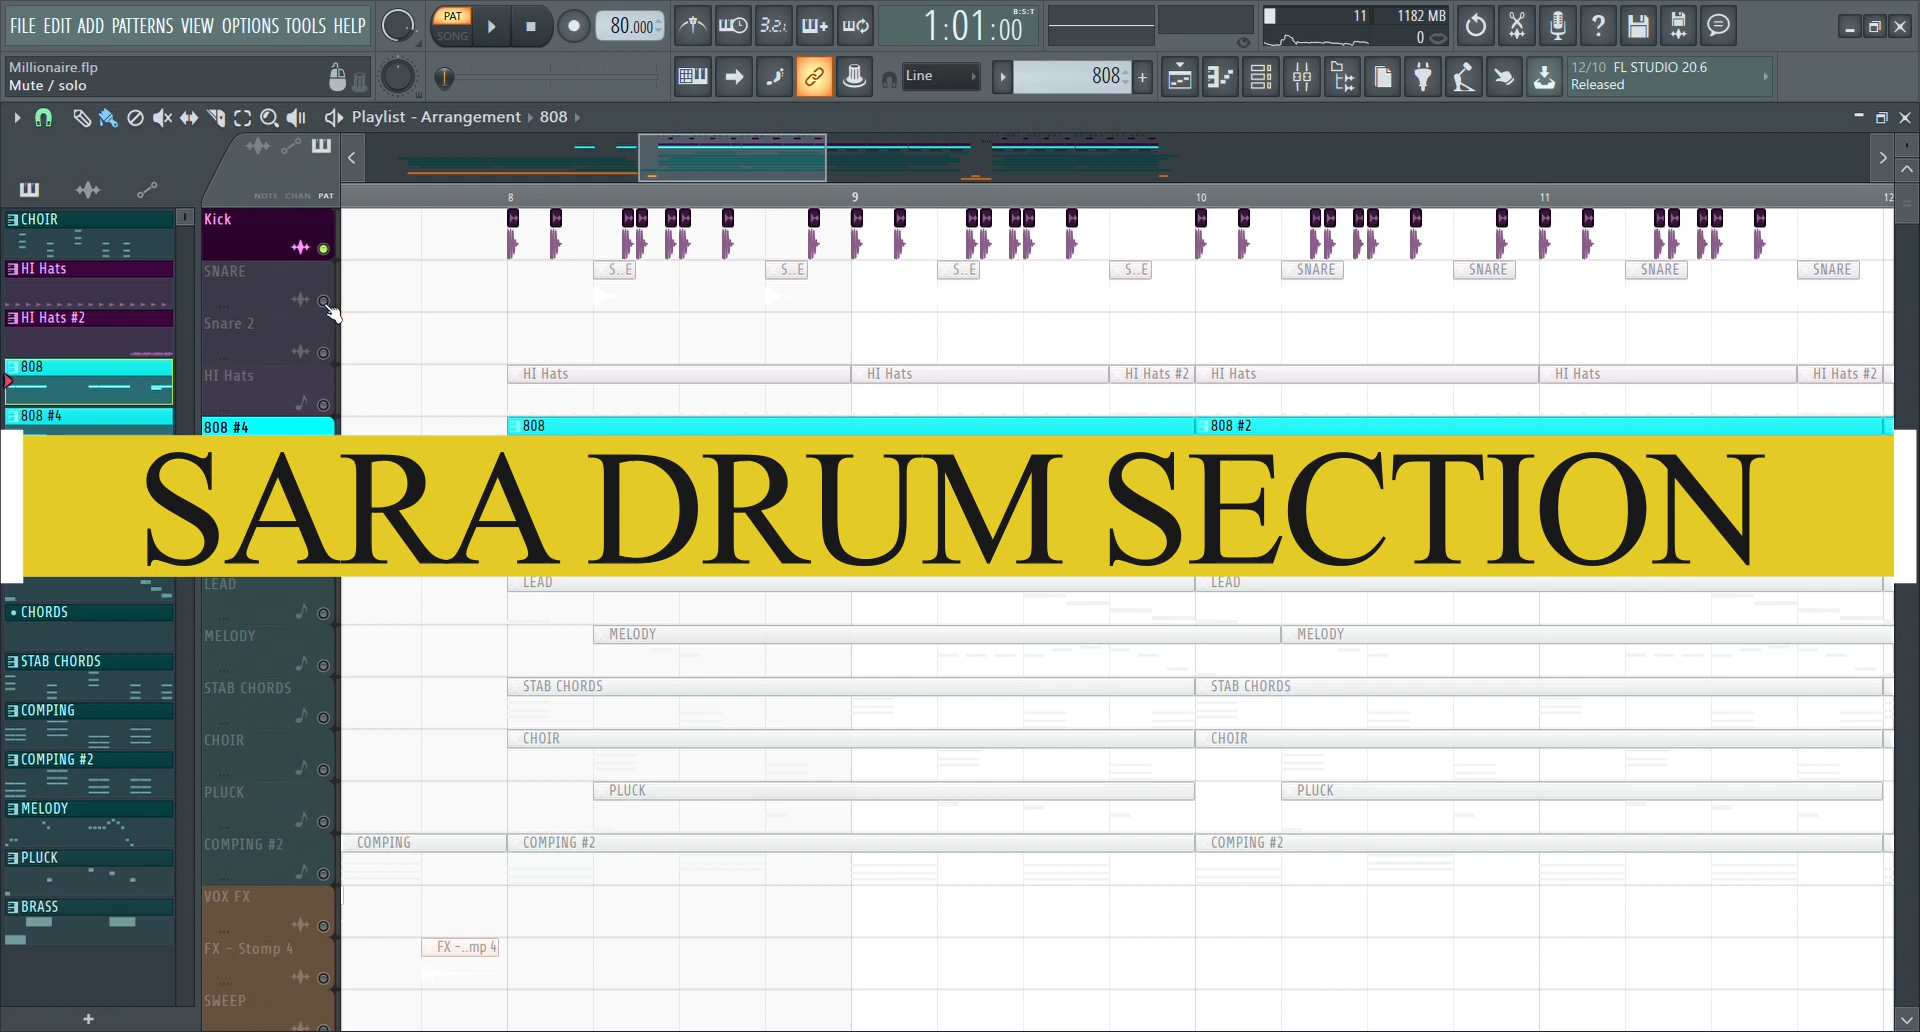 FILE EDIT ADD PATTERNS VIEW OPTIONS TOOLS HELP
PAT
SONG
80.000
3.2.1
1:01:00
B:S:T
11
1182 MB
0
Millionaire.flp
Mute / solo
Line
808
12/10 FL STUDIO 20.6
Released
Playlist - Arrangement 808
NOTE CHAN PAT
8 9 10 11 12
CHOIR
HI Hats
HI Hats #2
808
808 #4
CHORDS
STAB CHORDS
COMPING
COMPING #2
MELODY
PLUCK
BRASS
Kick
SNARE
S..E S..E S..E S..E SNARE SNARE SNARE SNARE
Snare 2
HI Hats
HI Hats HI Hats HI Hats #2 HI Hats HI Hats HI Hats #2
808 #4
808 808 #2
SARA DRUM SECTION
LEAD
LEAD LEAD
MELODY
MELODY MELODY
STAB CHORDS
STAB CHORDS STAB CHORDS
CHOIR
CHOIR CHOIR
PLUCK
PLUCK PLUCK
COMPING #2
COMPING COMPING #2 COMPING #2
VOX FX
FX - Stomp 4
FX -..mp 4
SWEEP